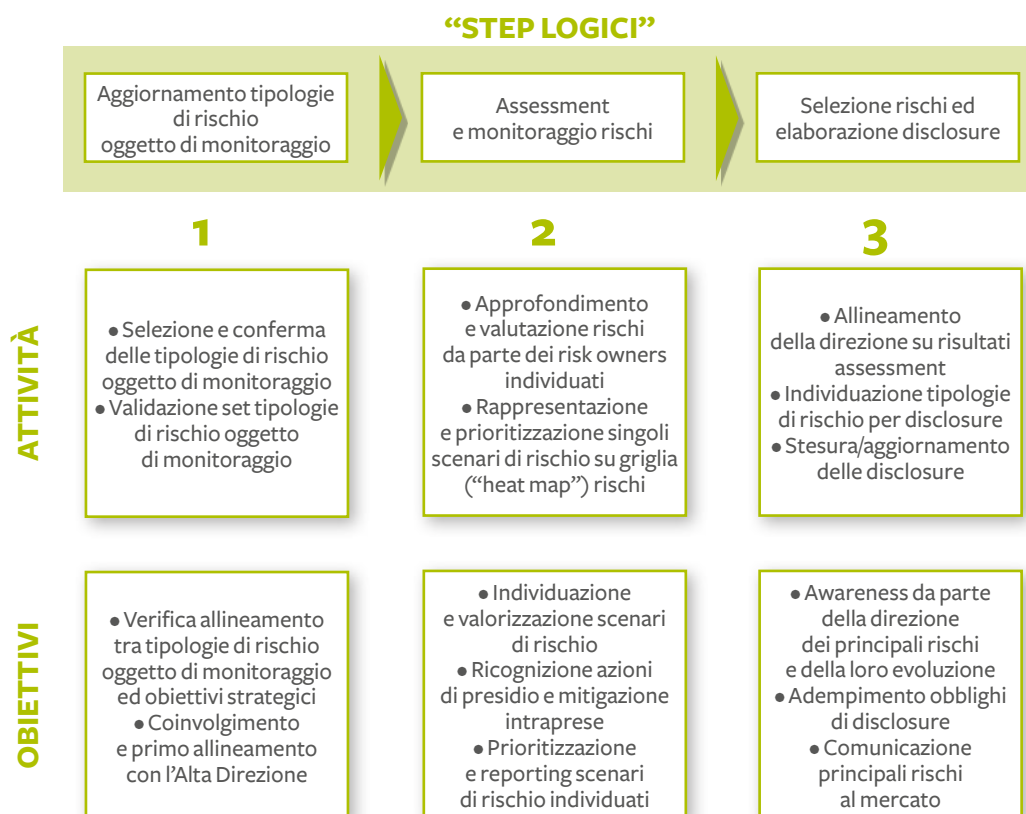 “STEP LOGICI”
Aggiornamento tipologie
di rischio
oggetto di monitoraggio
Assessment
e monitoraggio rischi
Selezione rischi ed
elaborazione disclosure
1
2
3
ATTIVITÀ
● Selezione e conferma
delle tipologie di rischio
oggetto di monitoraggio
● Validazione set tipologie
di rischio oggetto
di monitoraggio
● Approfondimento
e valutazione rischi
da parte dei risk owners
individuati
● Rappresentazione
e prioritizzazione singoli
scenari di rischio su griglia
(“heat map”) rischi
● Allineamento
della direzione su risultati
assessment
● Individuazione tipologie
di rischio per disclosure
● Stesura/aggiornamento
delle disclosure
OBIETTIVI
● Verifica allineamento
tra tipologie di rischio
oggetto di monitoraggio
ed obiettivi strategici
● Coinvolgimento
e primo allineamento
con l’Alta Direzione
● Individuazione
e valorizzazione scenari
di rischio
● Ricognizione azioni
di presidio e mitigazione
intraprese
● Prioritizzazione
e reporting scenari
di rischio individuati
● Awareness da parte
della direzione
dei principali rischi
e della loro evoluzione
● Adempimento obblighi
di disclosure
● Comunicazione
principali rischi
al mercato